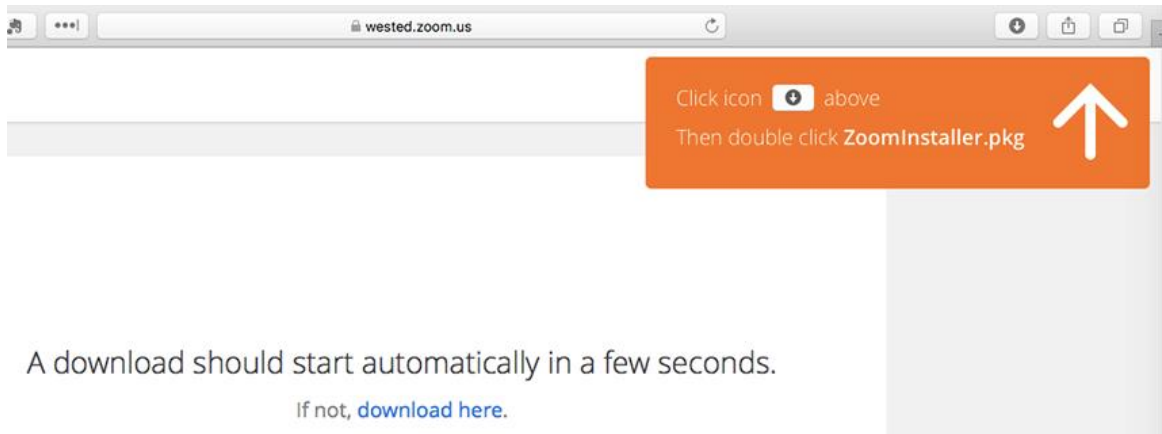 wested.zoom.us
Click icon above
Then double click ZoomInstaller.pkg
A download should start automatically in a few seconds.
If not, download here.